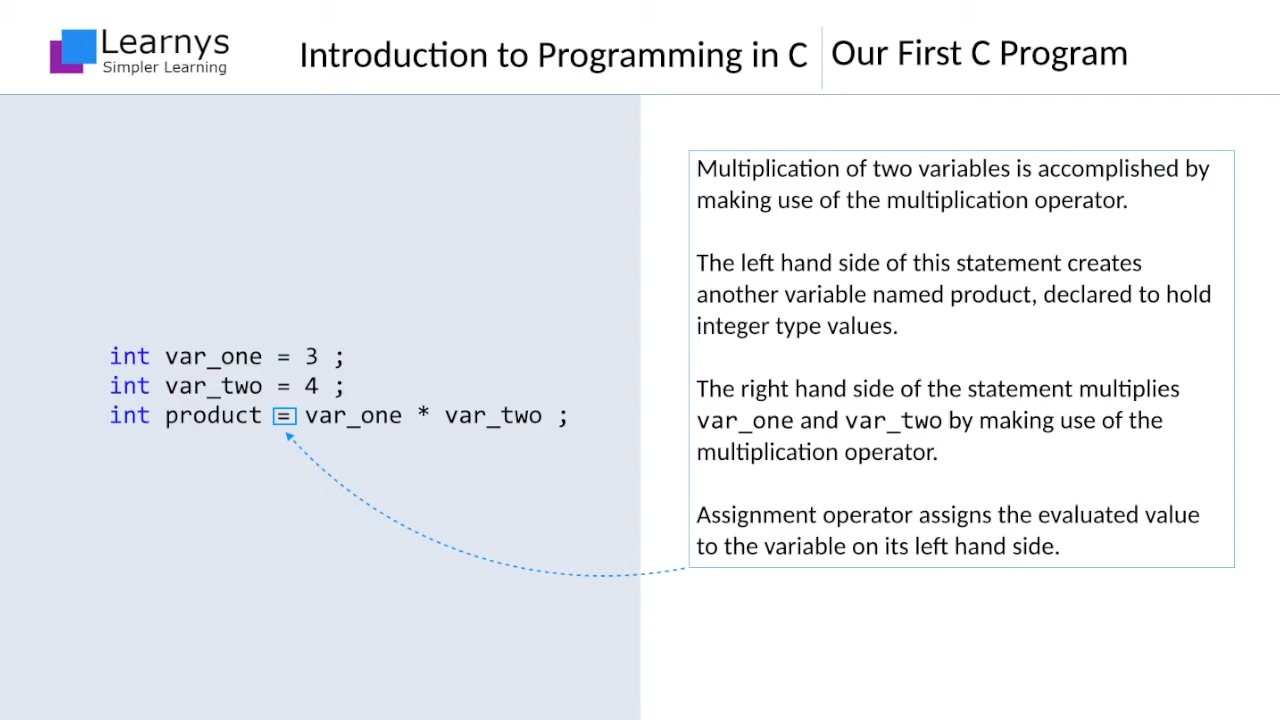 Learnys
Simpler Learning
Introduction to Programming in C
Our First C Program
int var_one = 3 ;
int var_two = 4 ;
int product = var_one * var_two ;
Multiplication of two variables is accomplished by
making use of the multiplication operator.
The left hand side of this statement creates
another variable named product, declared to hold
integer type values.
The right hand side of the statement multiplies
var_one and var_two by making use of the
multiplication operator.
Assignment operator assigns the evaluated value
to the variable on its left hand side.